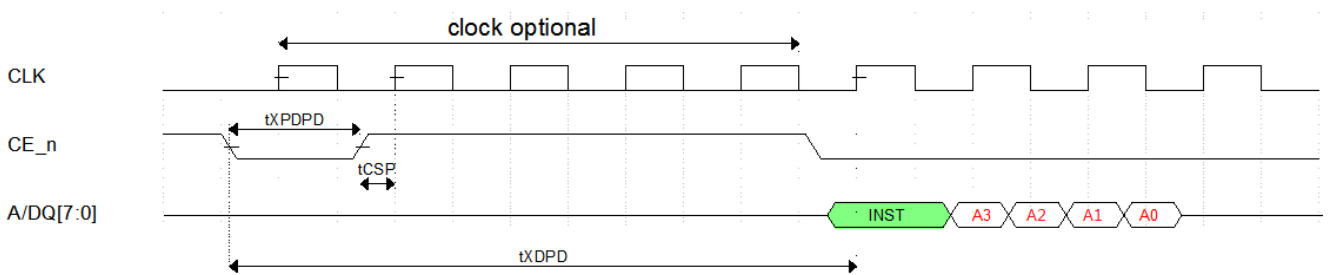 clock optional
CLK
tXPDPD
CE_n
tCSP
A/DQ[7:0]
INST A3 A2 A1 A0
tXDPD